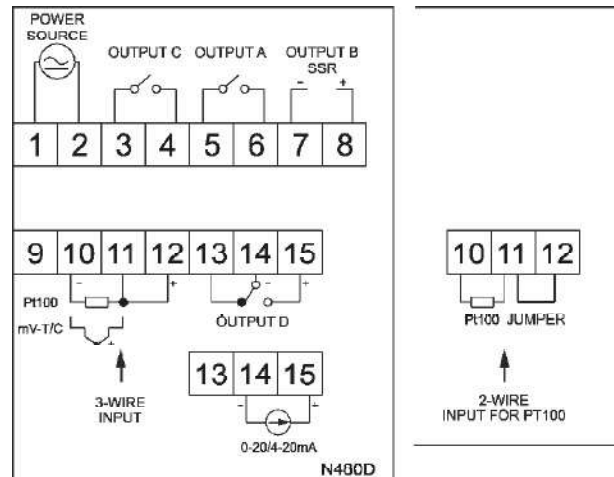 POWER
SOURCE
OUTPUT C
OUTPUT A
OUTPUT B
SSR
- +
1 2 3 4 5 6 7 8
9 10 11 12 13 14 15
- + - +
Pt100
mV-T/C
- +
OUTPUT D
3-WIRE
INPUT
13 14 15
- +
0-20/4-20mA
N480D
10 11 12
Pt100 JUMPER
2-WIRE
INPUT FOR PT100